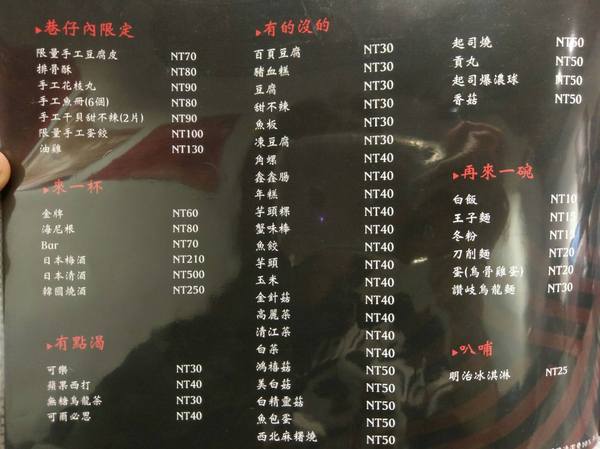 ▸巷仔內限定
限量手工豆腐皮 NT70
排骨酥 NT80
手工花枝丸 NT90
手工魚冊(6個) NT80
手工干貝甜不辣(2片) NT90
限量手工蛋餃 NT100
油雞 NT130
▸來一杯
金牌 NT60
海尼根 NT80
Bar NT70
日本梅酒 NT210
日本清酒 NT500
韓國燒酒 NT250
▸有點渴
可樂 NT30
蘋果西打 NT40
無糖烏龍茶 NT30
可爾必思 NT40
▸有的沒的
百頁豆腐 NT30
豬血糕 NT30
豆腐 NT30
甜不辣 NT30
魚板 NT30
凍豆腐 NT30
角螺 NT40
鑫鑫腸 NT40
年糕 NT40
芋頭粿 NT40
蟹味棒 NT40
魚餃 NT40
芋頭 NT40
玉米 NT40
金針菇 NT40
高麗菜 NT40
清江菜 NT40
白菜 NT40
鴻禧菇 NT50
美白菇 NT50
白精靈菇 NT50
魚包蛋 NT50
西北麻糬燒 NT50
起司燒 NT50
貢丸 NT50
起司爆濃球 NT50
香菇 NT50
▸再來一碗
白飯 NT10
王子麵 NT15
冬粉 NT15
刀削麵 NT20
蛋(烏骨雞蛋) NT20
讚岐烏龍麵 NT30
▸叭噗
明治冰淇淋 NT25